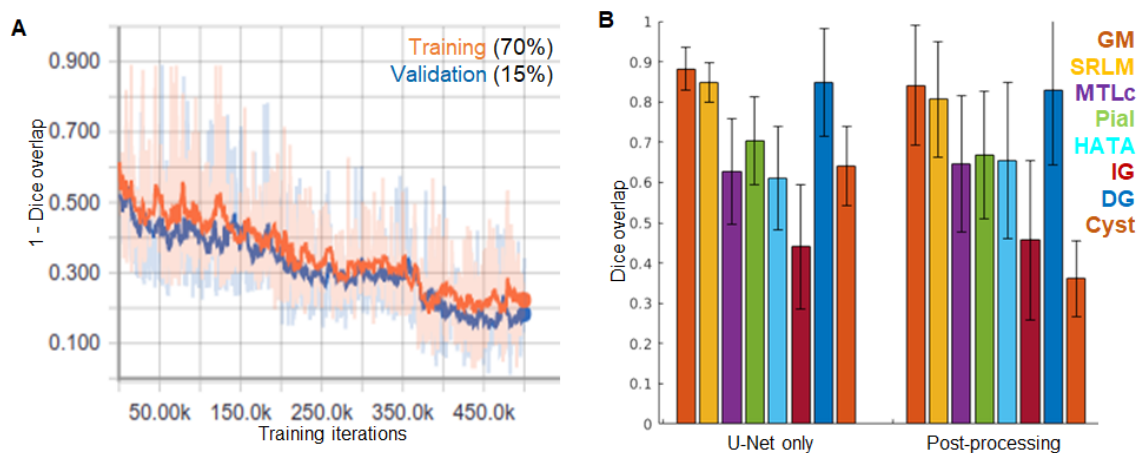 A
Training (70%)
Validation (15%)
1 - Dice overlap
0.900
0.700
0.500
0.300
0.100
50.00k 150.0k 250.0k 350.0k 450.0k
Training iterations
B
Dice overlap
1
0.9
0.8
0.7
0.6
0.5
0.4
0.3
0.2
0.1
0
U-Net only Post-processing
GM
SRLM
MTLc
Pial
HATA
IG
DG
Cyst